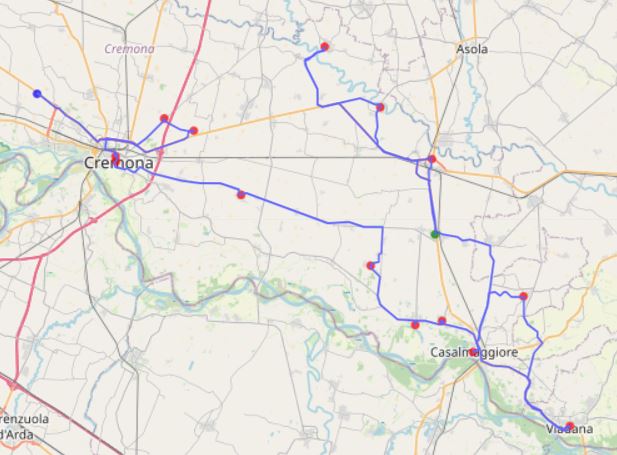 Cremona
Asola
Cremona
Casalmaggiore
renzuola
d'Arda
Viadana